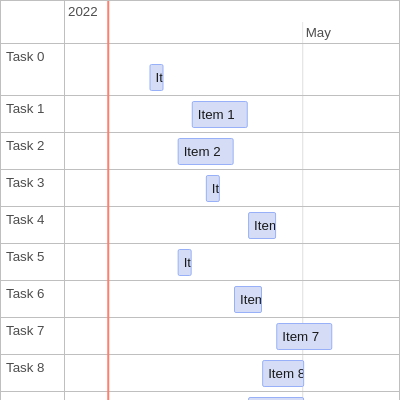 2022
May
Task 0
It
Task 1
Item 1
Task 2
Item 2
Task 3
It
Task 4
Iten
Task 5
It
Task 6
Iten
Task 7
Item 7
Task 8
Item 8